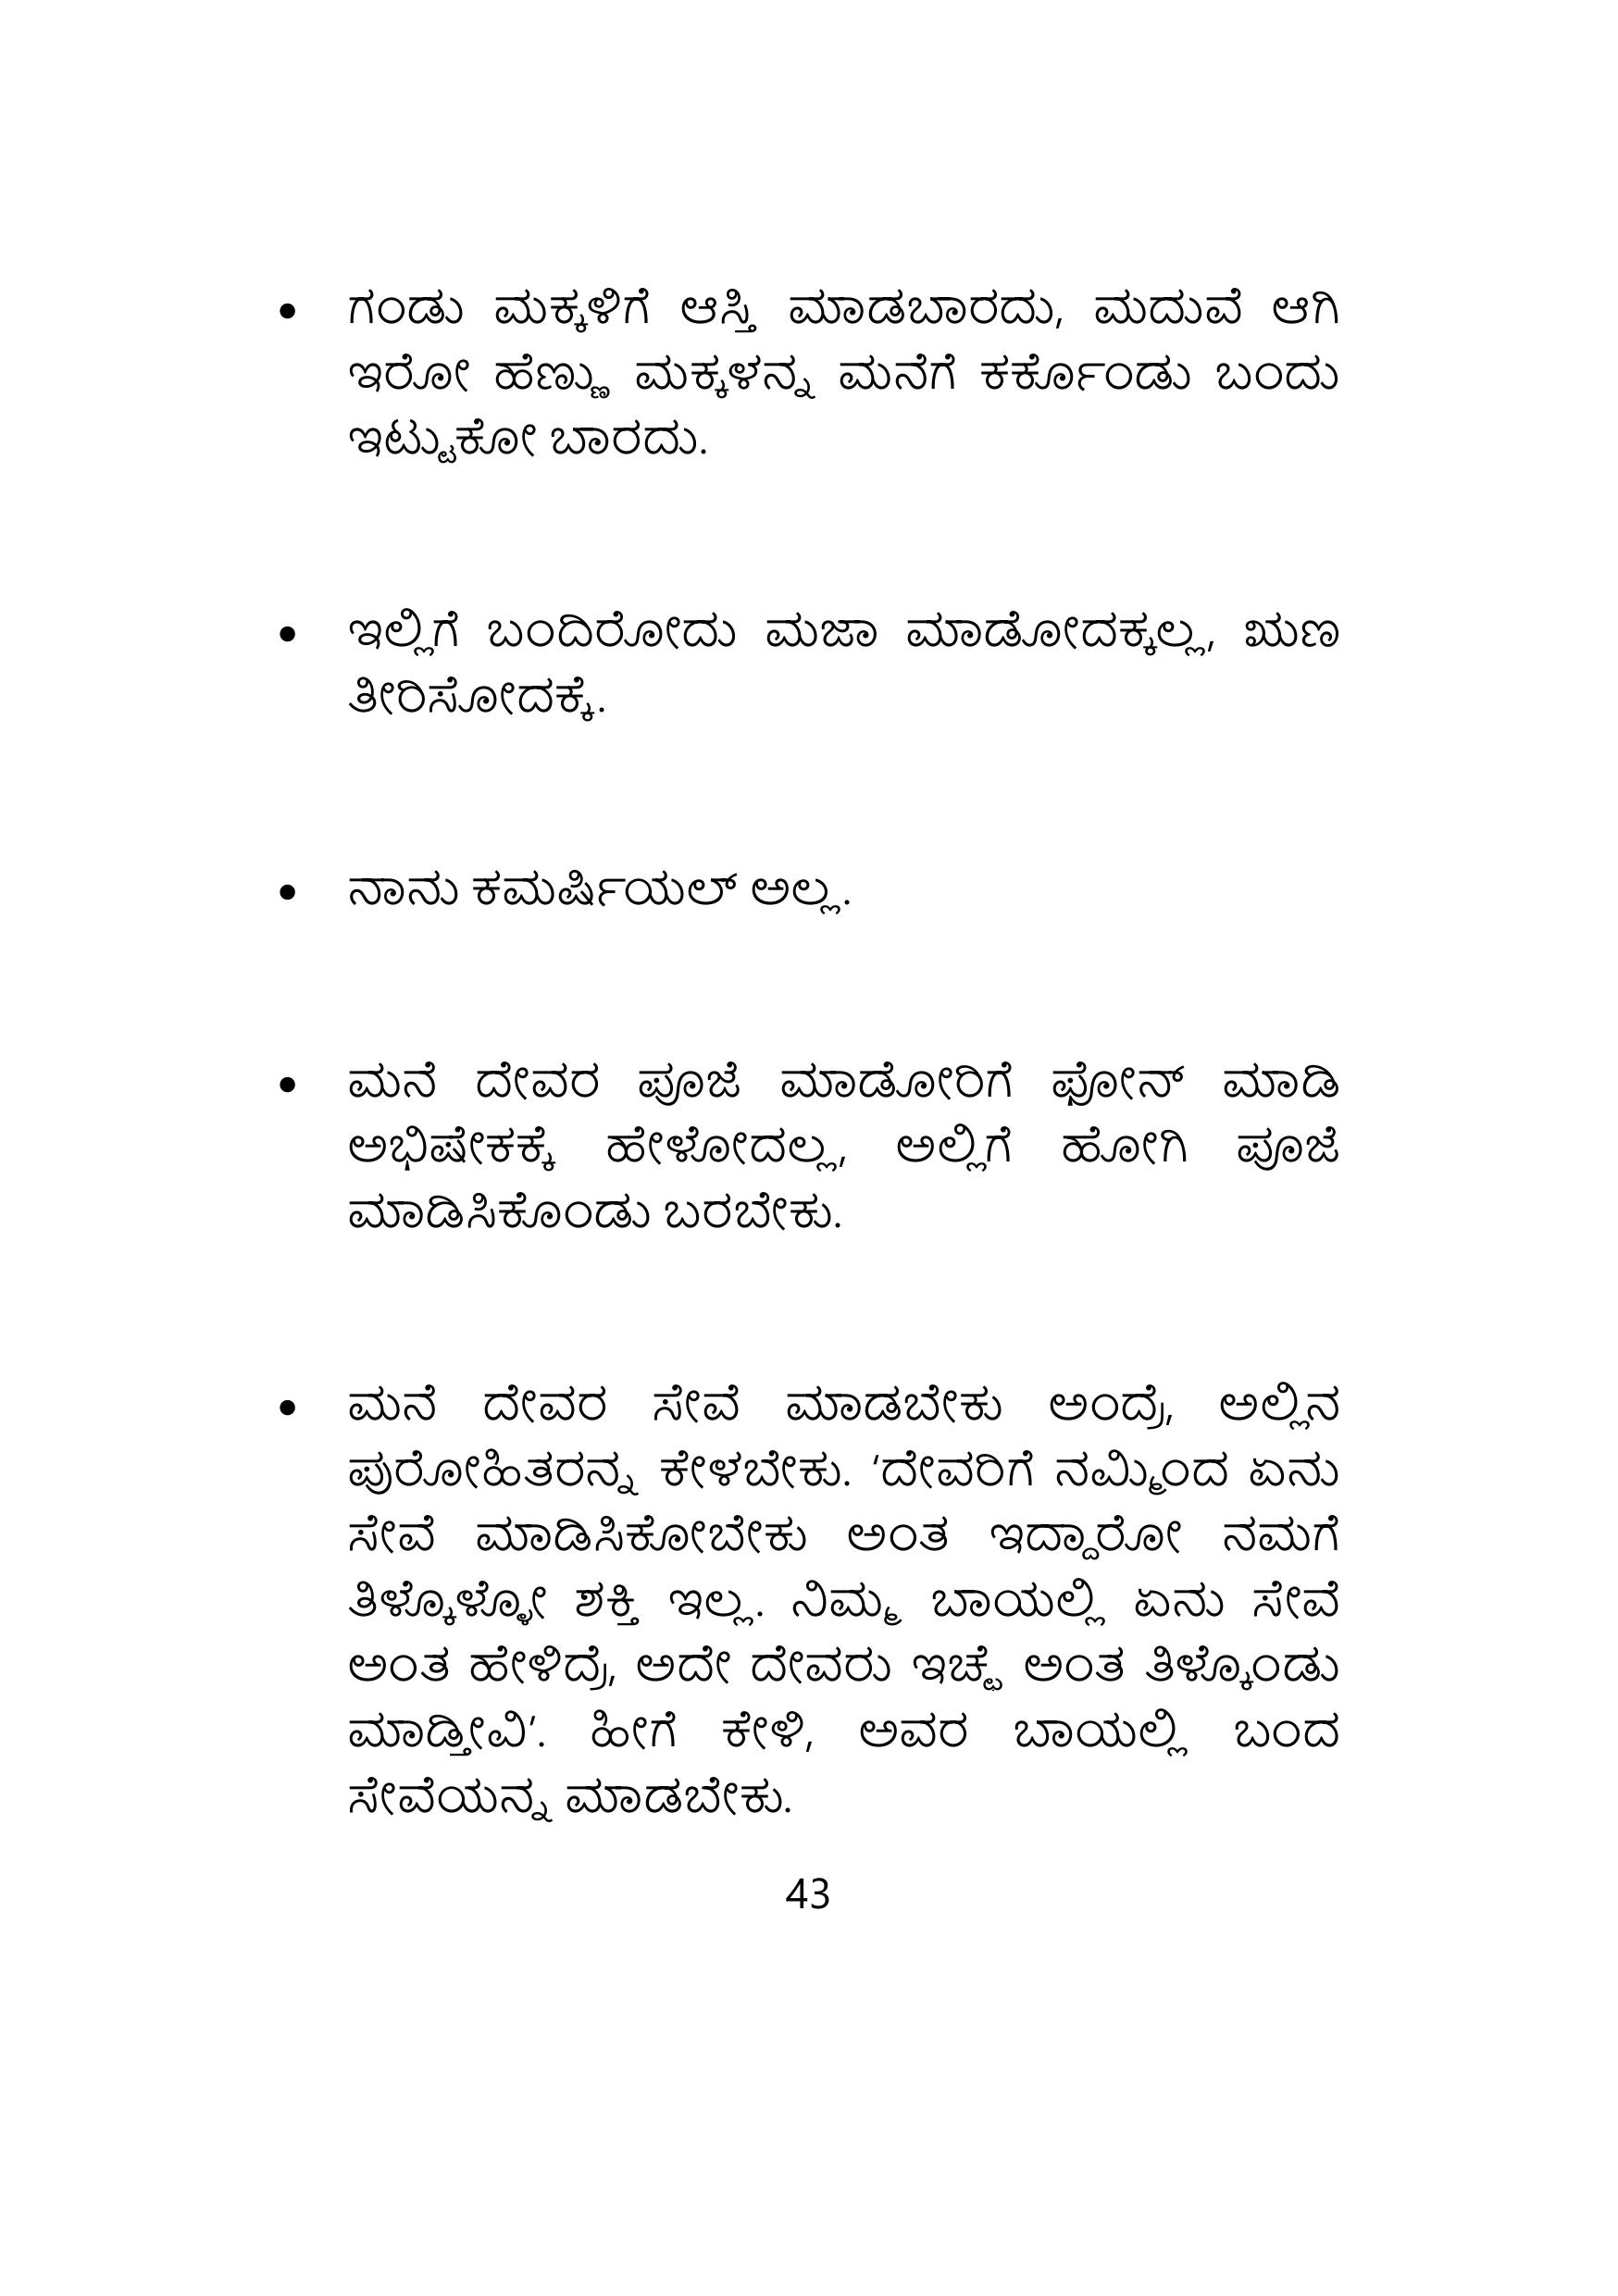 • ಗಂಡು ಮಕ್ಕಳಿಗೆ ಆಸ್ತಿ ಮಾಡಬಾರದು, ಮದುವೆ ಆಗಿ
ಇರೋ ಹೆಣ್ಣು ಮಕ್ಕಳನ್ನ ಮನೆಗೆ ಕರ್ಕೊಂಡು ಬಂದು
ಇಟ್ಟುಕೋ ಬಾರದು.
• ಇಲ್ಲಿಗೆ ಬಂದಿರೋದು ಮಜಾ ಮಾಡೋದಕ್ಕಲ್ಲ, ಋಣ
ತೀರಿಸೋದಕ್ಕೆ.
• ನಾನು ಕಮರ್ಷಿಯಲ್ ಅಲ್ಲ.
• ಮನೆ ದೇವರ ಪೂಜೆ ಮಾಡೋರಿಗೆ ಫೋನ್ ಮಾಡಿ
ಅಭಿಷೇಕಕ್ಕೆ ಹೇಳೋದಲ್ಲ, ಅಲ್ಲಿಗೆ ಹೋಗಿ ಪೂಜೆ
ಮಾಡಿಸಿಕೊಂಡು ಬರಬೇಕು.
• ಮನೆ ದೇವರ ಸೇವೆ ಮಾಡಬೇಕು ಅಂದ್ರೆ, ಅಲ್ಲಿನ
ಪುರೋಹಿತರನ್ನ ಕೇಳಬೇಕು. ‘ದೇವರಿಗೆ ನಮ್ಮಿಂದ ಏನು
ಸೇವೆ ಮಾಡಿಸಿಕೋಬೇಕು ಅಂತ ಇದ್ದಾರೋ ನಮಗೆ
ತಿಳ್ಕೊಳ್ಳೋ ಶಕ್ತಿ ಇಲ್ಲ. ನಿಮ್ಮ ಬಾಯಲ್ಲಿ ಏನು ಸೇವೆ
ಅಂತ ಹೇಳಿದ್ರೆ, ಅದೇ ದೇವರು ಇಚ್ಛೆ ಅಂತ ತಿಳ್ಕೊಂಡು
ಮಾಡ್ತೀವಿ’. ಹೀಗೆ ಕೇಳಿ, ಅವರ ಬಾಯಲ್ಲಿ ಬಂದ
ಸೇವೆಯನ್ನ ಮಾಡಬೇಕು.
43